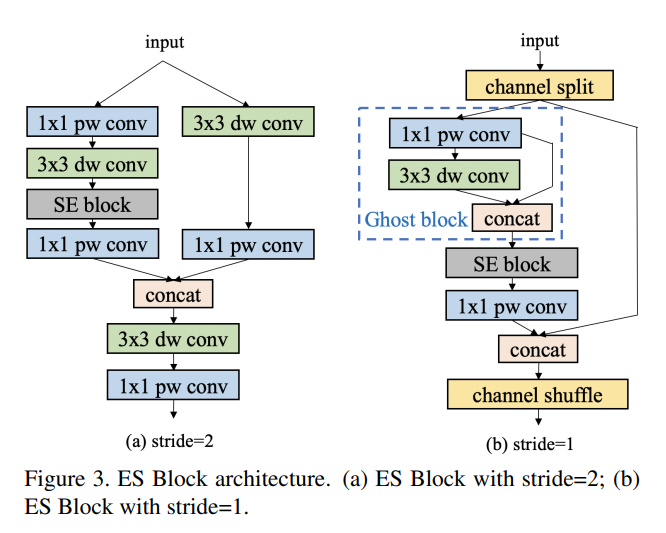 input
1x1 pw conv
3x3 dw conv
3x3 dw conv
SE block
1x1 pw conv
1x1 pw conv
concat
3x3 dw conv
1x1 pw conv
(a) stride=2
input
channel split
1x1 pw conv
3x3 dw conv
Ghost block
concat
SE block
1x1 pw conv
concat
channel shuffle
(b) stride=1
Figure 3. ES Block architecture. (a) ES Block with stride=2; (b)
ES Block with stride=1.